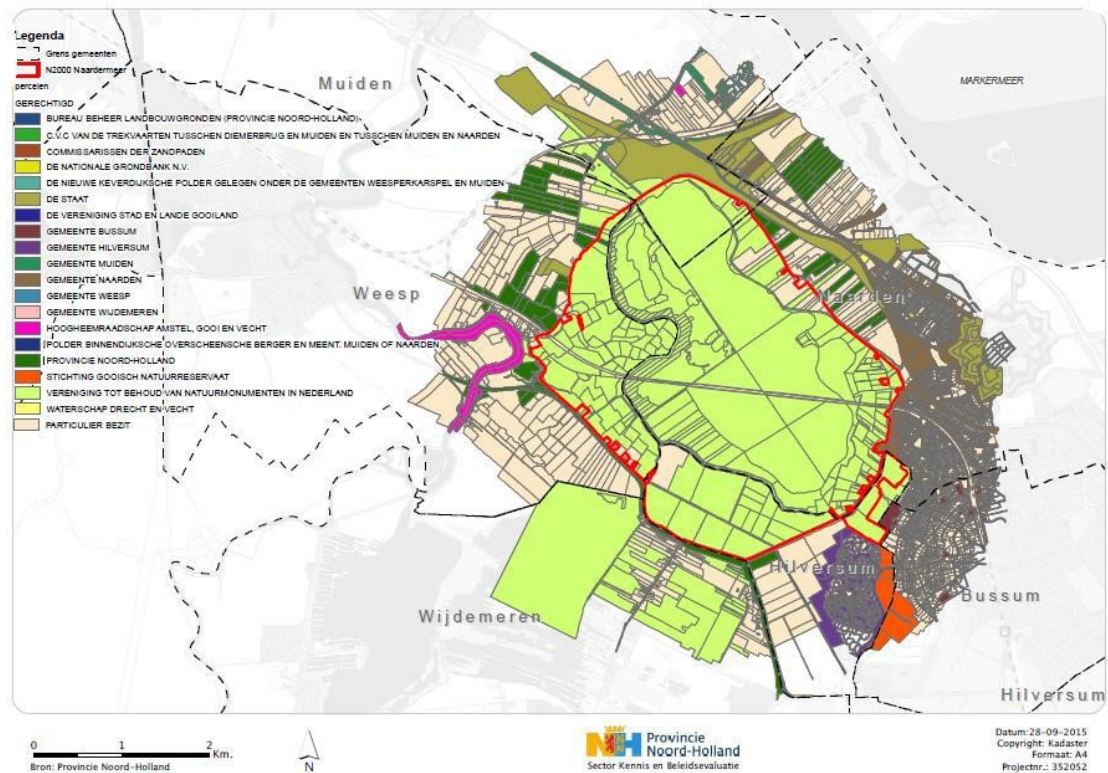 Legenda
Grens gemeenten
N2000 Naardermeer
percelen
GERECHTIGD
BUREAU BEHEER LANDBOUWGRONDEN (PROVINCIE NOORD-HOLLAND)
C.V.C VAN DE TREKVAARTEN TUSSCHEN DIEMERBRUG EN MUIDEN EN TUSSCHEN MUIDEN EN NAARDEN
COMMISSARISSEN DER ZANDPADEN
DE NATIONALE GRONDBANK N.V.
DE NIEUWE KEVERDIJKSCHE POLDER GELEGEN ONDER DE GEMEENTEN WEESPERKARSPEL EN MUIDEN
DE STAAT
DE VERENIGING STAD EN LANDE GOOILAND
GEMEENTE BUSSUM
GEMEENTE HILVERSUM
GEMEENTE MUIDEN
GEMEENTE NAARDEN
GEMEENTE WEESP
GEMEENTE WIJDEMEREN
HOOGHEEMRAADSCHAP AMSTEL, GOOI EN VECHT
POLDER BINNENDIJKSCHE OVERSCHEENSCHE BERGER EN MEENT. MUIDEN OF NAARDEN
PROVINCIE NOORD-HOLLAND
STICHTING GOOISCH NATUURRESERVAAT
VERENIGING TOT BEHOUD VAN NATUURMONUMENTEN IN NEDERLAND
WATERSCHAP DRECHT EN VECHT
PARTICULIER BEZIT
Muiden
MARKERMEER
Weesp
Naarden
Hilversum
Bussum
Wijdemeren
Hilversum
0 1 2 Km.
Bron: Provincie Noord-Holland
N
Provincie
Noord-Holland
Sector Kennis en Beleidsevaluatie
Datum:28-09-2015
Copyright: Kadaster
Formaat: A4
Projectnr.: 352052